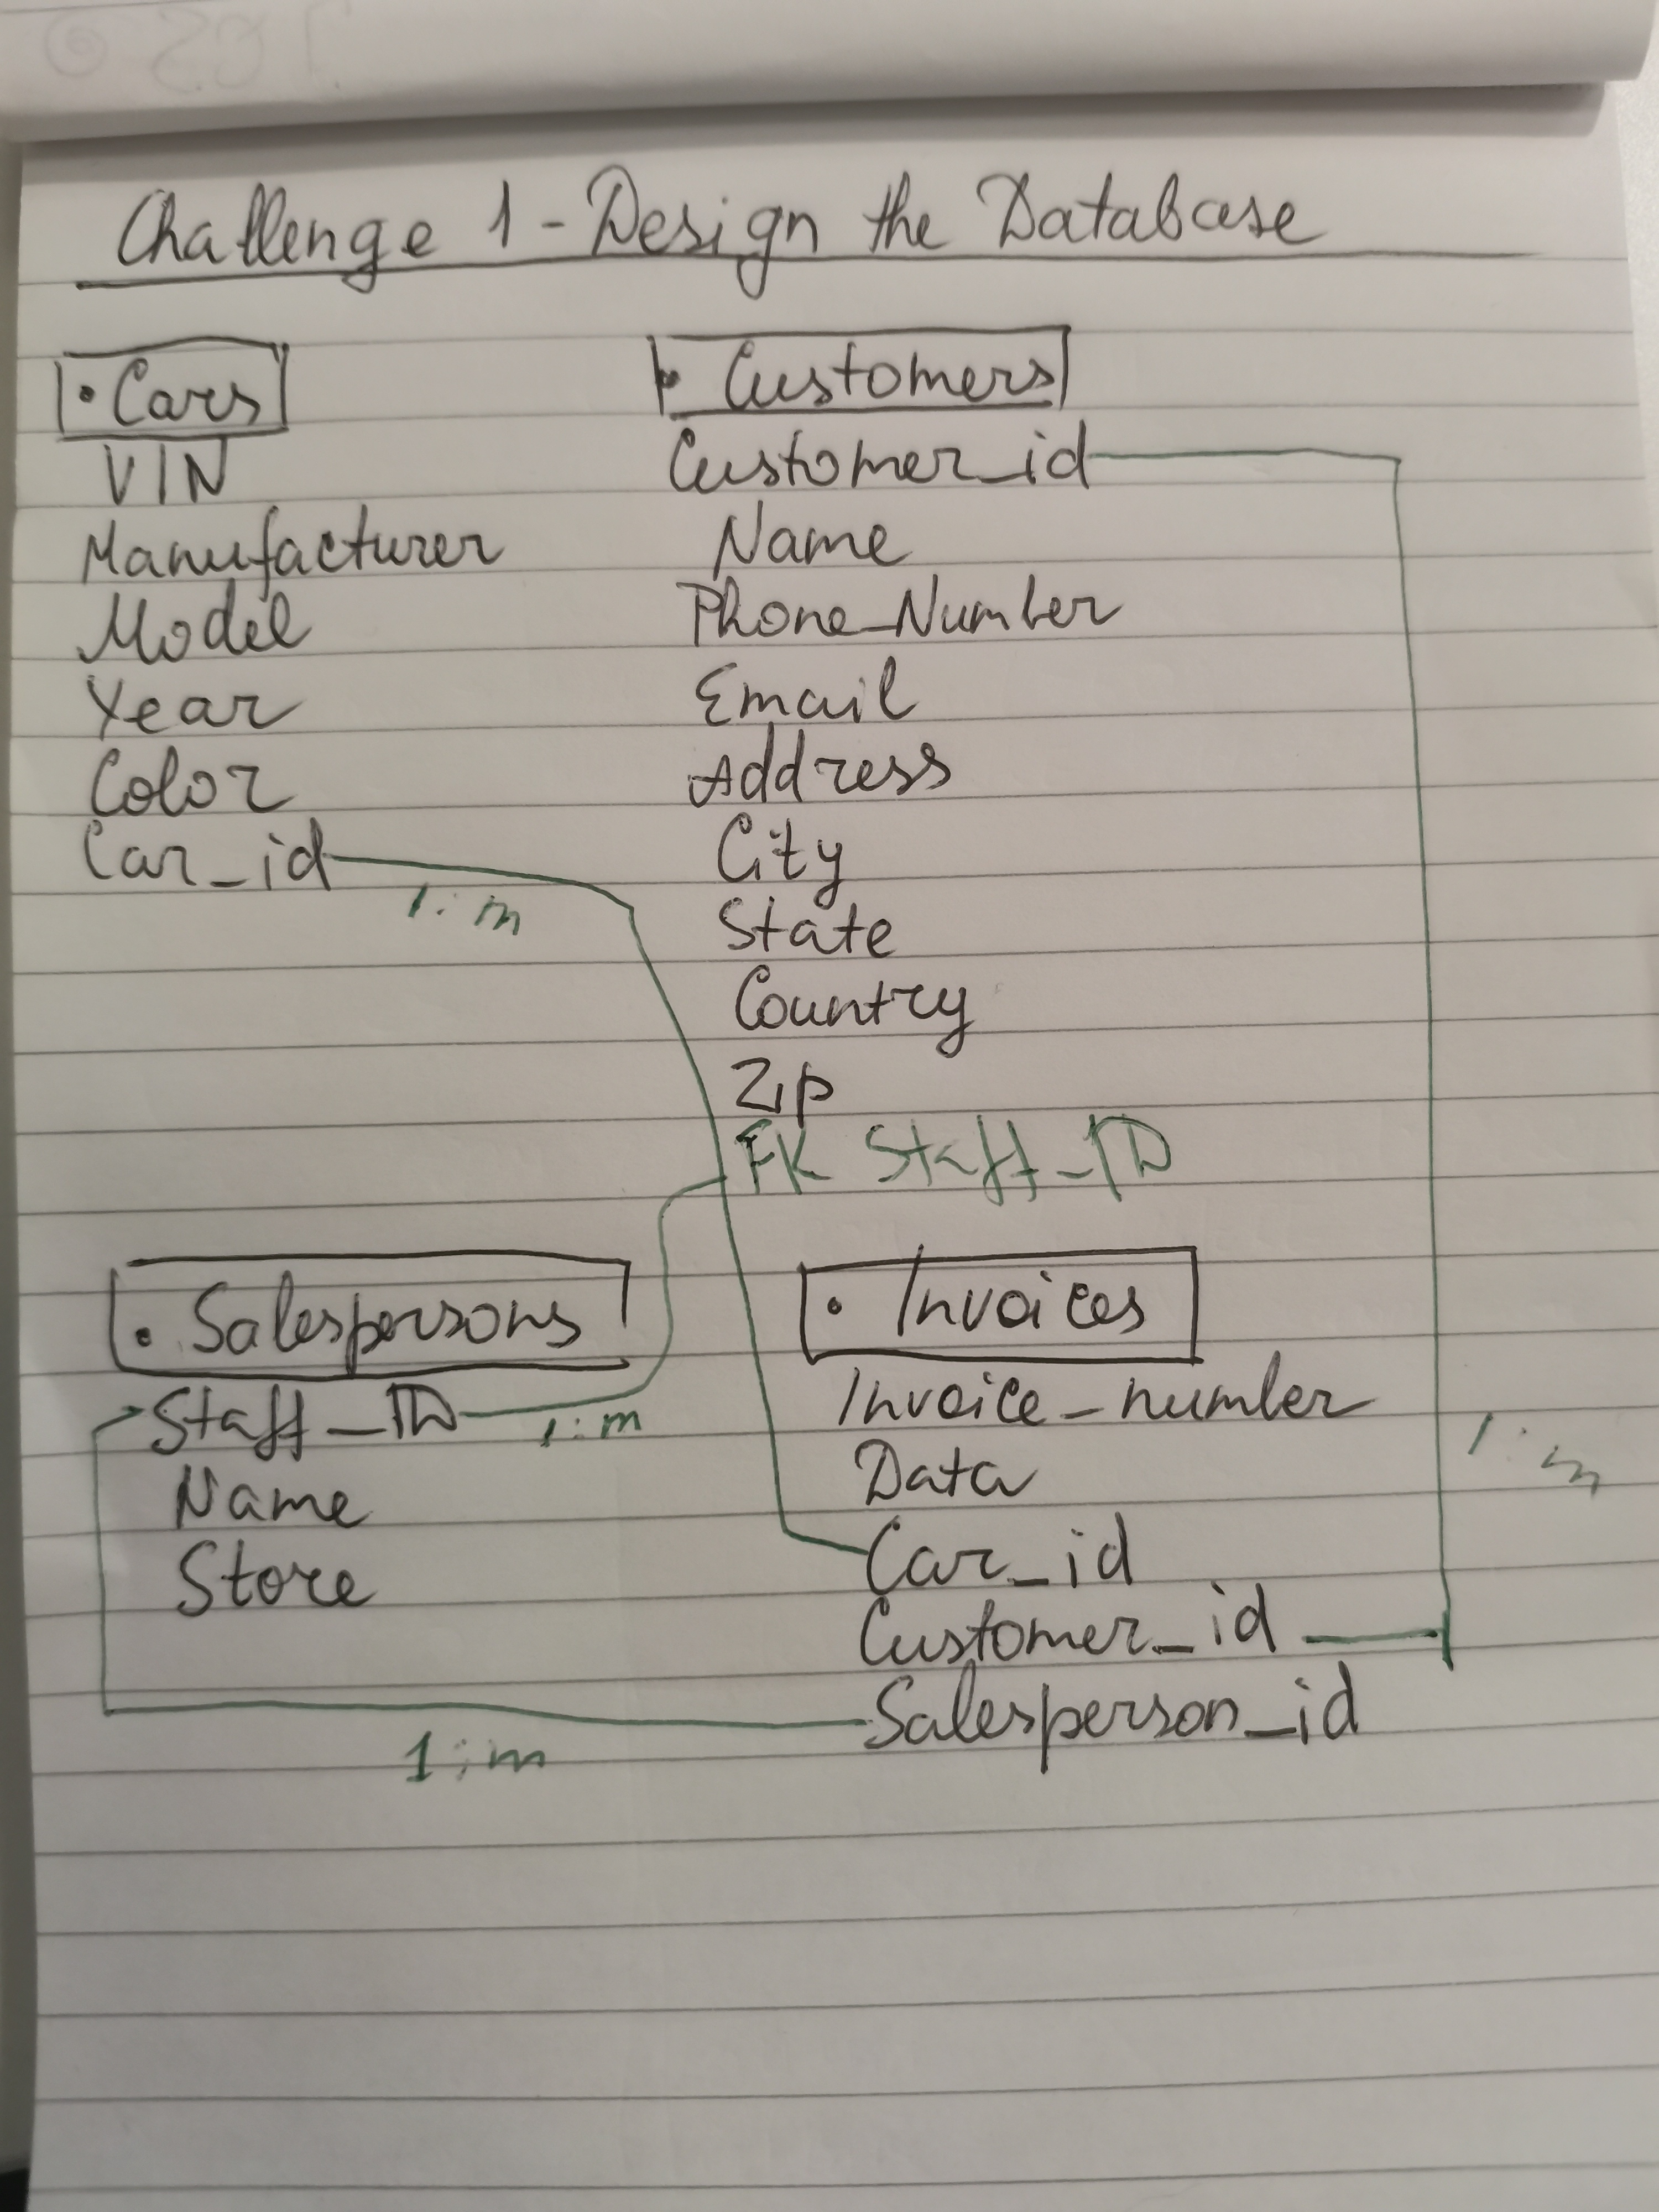 Challenge 1 - Design the Database
• Cars
VIN
Manufacturer
Model
Year
Color
Car_id
1:m
• Customers
Customer_id
Name
Phone_Number
Email
Address
City
State
Country
Zip
FK Staff_ID
• Salespersons
Staff_ID
1:m
Name
Store
• Invoices
Invoice_number
Data
Car_id
Customer_id
Salesperson_id
1:m
1:m